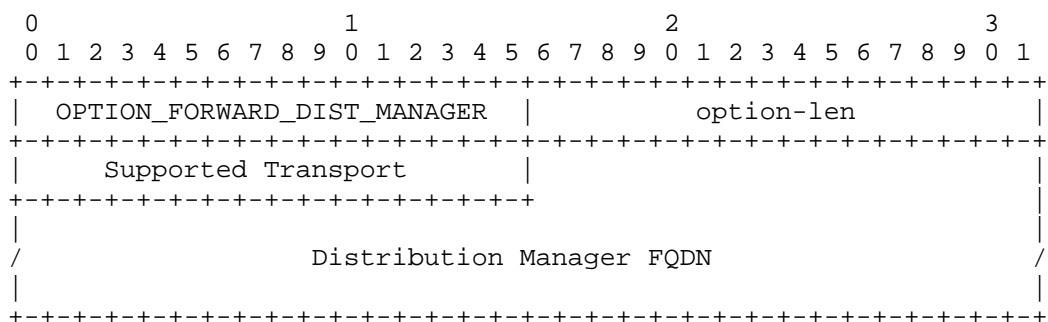 0                   1                   2                   3
 0 1 2 3 4 5 6 7 8 9 0 1 2 3 4 5 6 7 8 9 0 1 2 3 4 5 6 7 8 9 0 1
+-+-+-+-+-+-+-+-+-+-+-+-+-+-+-+-+-+-+-+-+-+-+-+-+-+-+-+-+-+-+-+-+
|  OPTION_FORWARD_DIST_MANAGER  |          option-len           |
+-+-+-+-+-+-+-+-+-+-+-+-+-+-+-+-+-+-+-+-+-+-+-+-+-+-+-+-+-+-+-+-+
|     Supported Transport       |                               |
+-+-+-+-+-+-+-+-+-+-+-+-+-+-+-+-+                               |
|                                                               |
/                  Distribution Manager FQDN                    /
|                                                               |
+-+-+-+-+-+-+-+-+-+-+-+-+-+-+-+-+-+-+-+-+-+-+-+-+-+-+-+-+-+-+-+-+